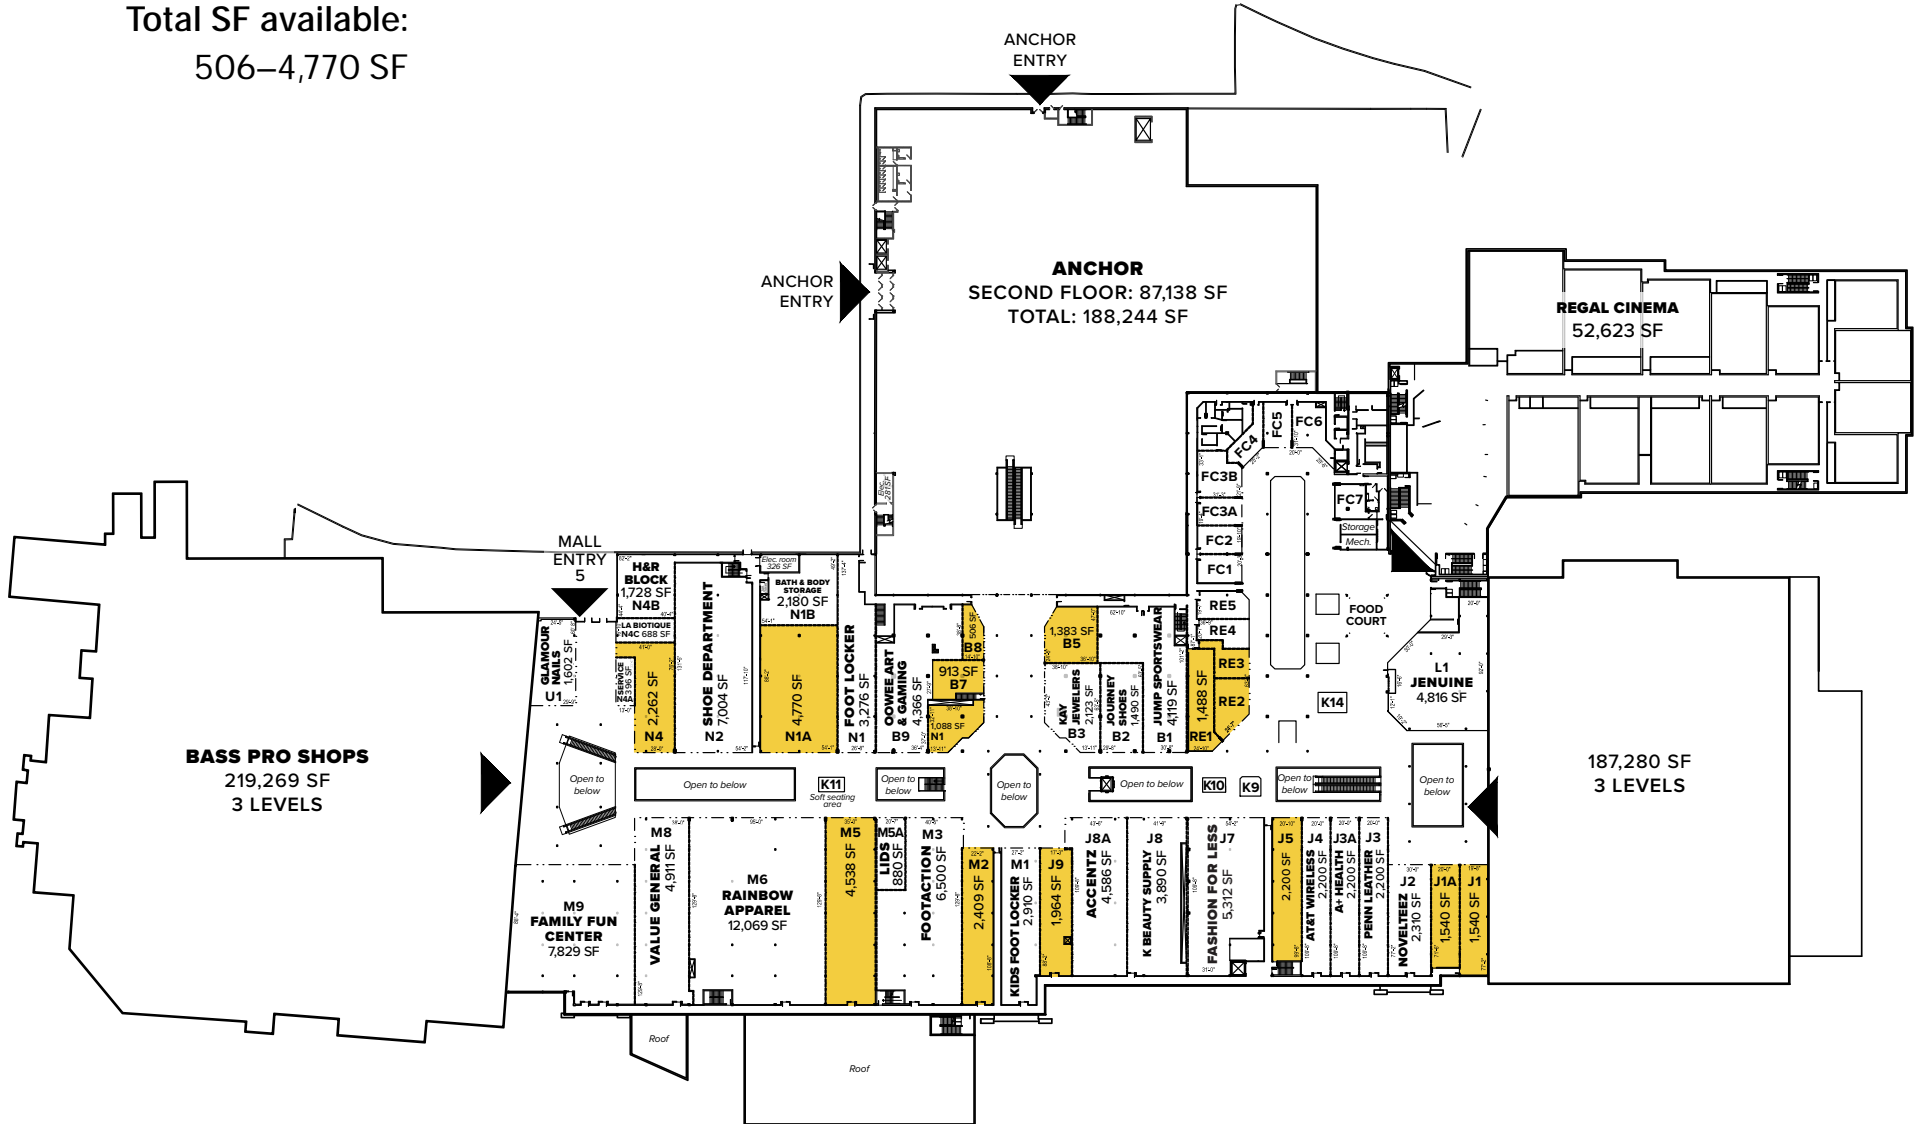 Total SF available:
506–4,770 SF
ANCHOR
ENTRY
ANCHOR
ENTRY
ANCHOR
SECOND FLOOR: 87,138 SF
TOTAL: 188,244 SF
REGAL CINEMA
52,623 SF
FC4
FC5
FC6
FC3B
FC3A
FC2
FC1
FC7
Storage
Mech.
RE5
RE4
RE3
RE2
1,488 SF
RE1
FOOD
COURT
K14
L1
JENUINE
4,816 SF
187,280 SF
3 LEVELS
MALL
ENTRY
5
BASS PRO SHOPS
219,269 SF
3 LEVELS
GLAMOUR
NAILS
1,602 SF
U1
H&R
BLOCK
1,728 SF
N4B
LA BIOTIQUE
N4C 688 SF
2,262 SF
N4
SHOE DEPARTMENT
7,004 SF
N2
Elec. room
326 SF
BATH & BODY
STORAGE
2,180 SF
N1B
4,770 SF
N1A
FOOT LOCKER
3,276 SF
N1
OOWEE ART
& GAMING
4,366 SF
B9
506 SF
B8
913 SF
B7
1,088 SF
N1
1,383 SF
B5
KAY
JEWELERS
2,123 SF
B3
JOURNEY
SHOES
1,490 SF
B2
JUMP SPORTSWEAR
4,119 SF
B1
Open to
below
Open to below
K11
Soft seating
area
Open to
below
Open to
below
Open to below
K10
K9
Open to
below
Open to
below
M9
FAMILY FUN
CENTER
7,829 SF
M8
VALUE GENERAL
4,911 SF
M6
RAINBOW
APPAREL
12,069 SF
M5
4,538 SF
M5A
LIDS
880 SF
M3
FOOTACTION
6,500 SF
M2
2,409 SF
M1
KIDS FOOT LOCKER
2,910 SF
J9
1,964 SF
J8A
ACCENTZ
4,586 SF
J8
K BEAUTY SUPPLY
3,890 SF
J7
FASHION FOR LESS
5,312 SF
J5
2,200 SF
J4
AT&T WIRELESS
2,200 SF
J3A
A+ HEALTH
2,200 SF
J3
PENN LEATHER
2,200 SF
J2
NOVELTEEZ
2,310 SF
J1A
1,540 SF
J1
1,540 SF
Roof
Roof